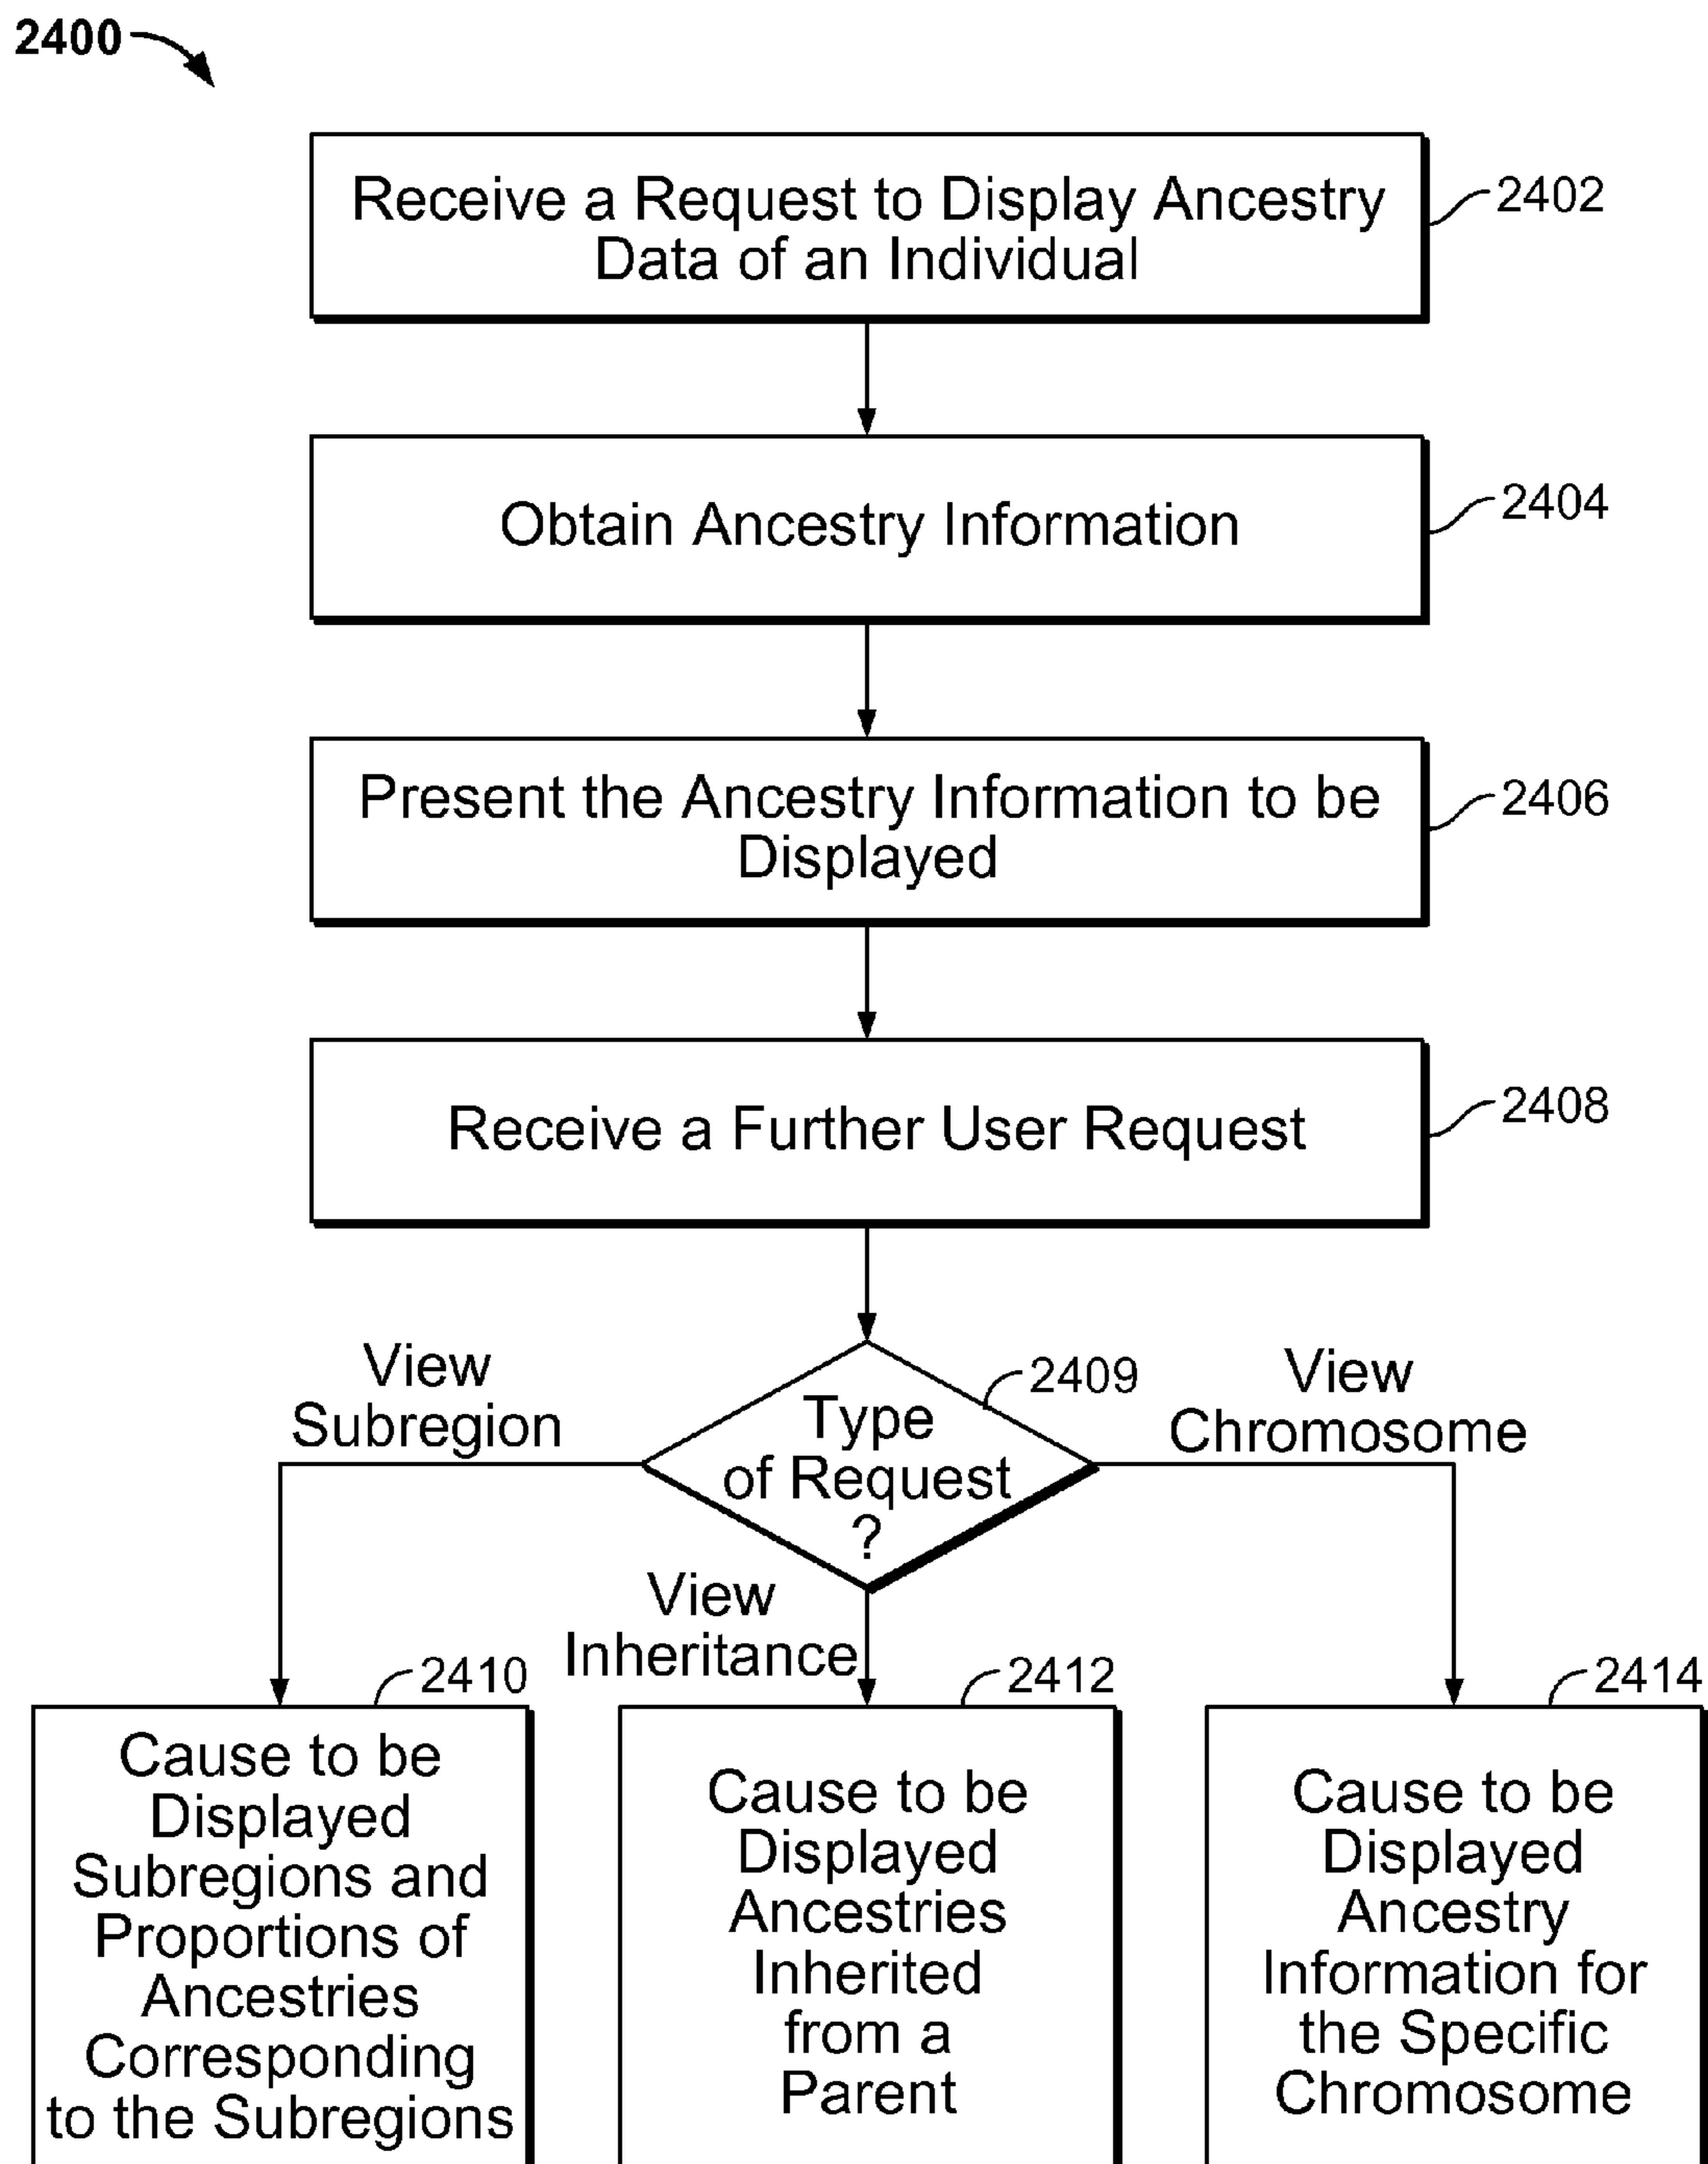 2400
Receive a Request to Display Ancestry
Data of an Individual
2402
Obtain Ancestry Information
2404
Present the Ancestry Information to be
Displayed
2406
Receive a Further User Request
2408
View
Subregion
Type
of Request
?
2409
View
Chromosome
View
Inheritance
2410
Cause to be
Displayed
Subregions and
Proportions of
Ancestries
Corresponding
to the Subregions
2412
Cause to be
Displayed
Ancestries
Inherited
from a
Parent
2414
Cause to be
Displayed
Ancestry
Information for
the Specific
Chromosome